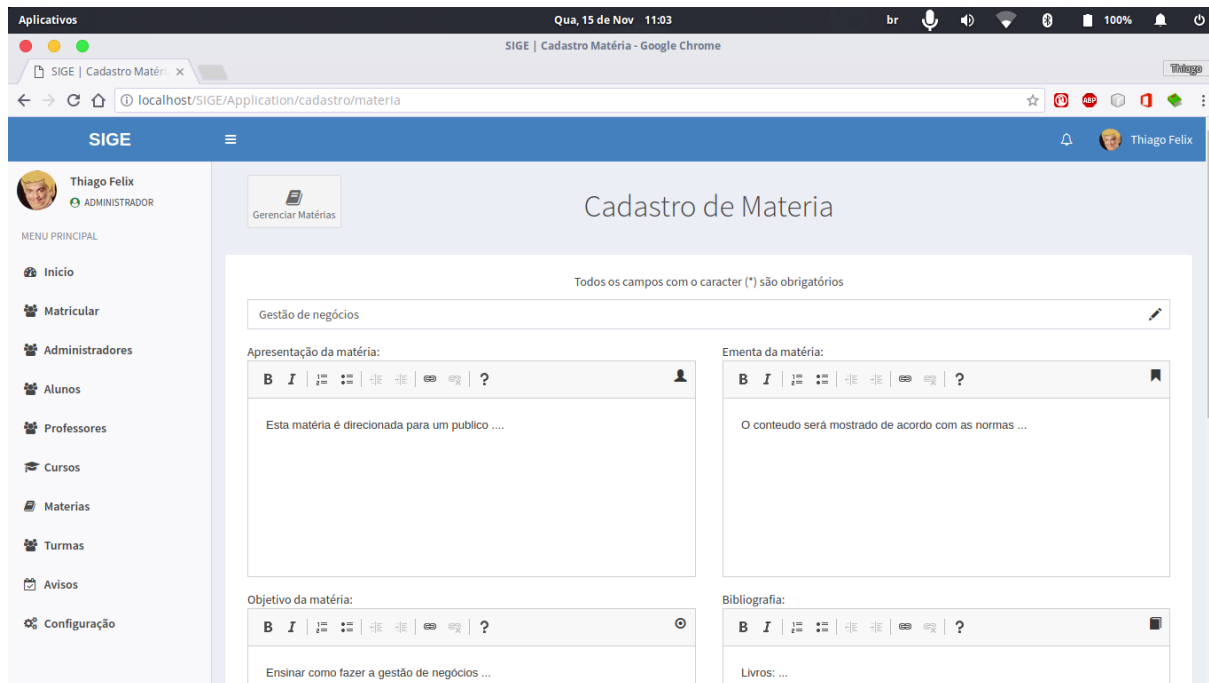 Aplicativos
Qua, 15 de Nov 11:03
br
100%
SIGE | Cadastro Matéria - Google Chrome
SIGE | Cadastro Matéri
Thiago
localhost/SIGE/Application/cadastro/materia
ABP
SIGE
Thiago Felix
Thiago Felix
ADMINISTRADOR
MENU PRINCIPAL
Inicio
Matricular
Administradores
Alunos
Professores
Cursos
Materias
Turmas
Avisos
Configuração
Gerenciar Matérias
Cadastro de Materia
Todos os campos com o caracter (*) são obrigatórios
Gestão de negócios
Apresentação da matéria:
B I ?
Esta matéria é direcionada para um publico ....
Ementa da matéria:
B I ?
O conteudo será mostrado de acordo com as normas ...
Objetivo da matéria:
B I ?
Ensinar como fazer a gestão de negócios ...
Bibliografia:
B I ?
Livros: ...